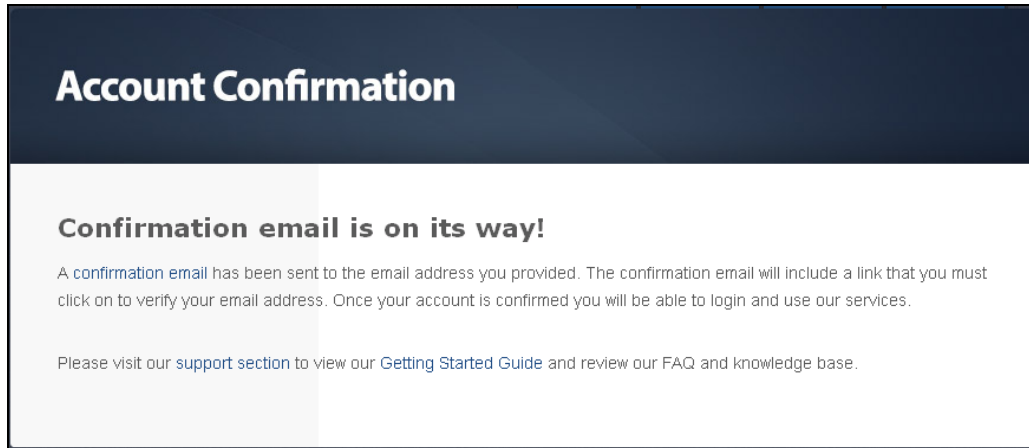 Account Confirmation
Confirmation email is on its way!
A confirmation email has been sent to the email address you provided. The confirmation email will include a link that you must
click on to verify your email address. Once your account is confirmed you will be able to login and use our services.
Please visit our support section to view our Getting Started Guide and review our FAQ and knowledge base.